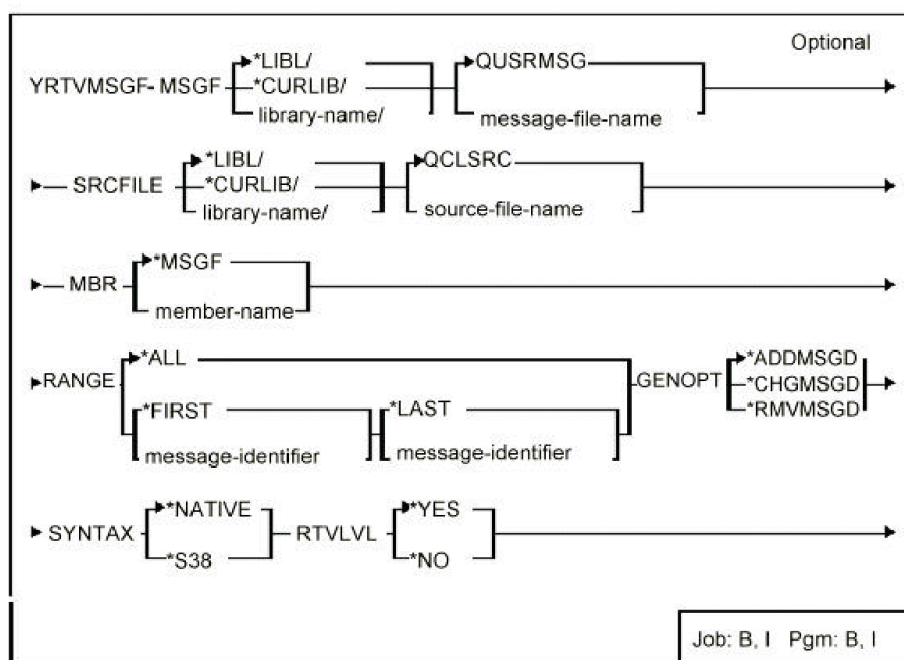 Optional
*LIBL/ QUSRMSG
YRTVMSGF- MSGF *CURLIB/
library-name/ message-file-name
*LIBL/ QCLSRC
SRCFILE *CURLIB/
library-name/ source-file-name
*MSGF
MBR
member-name
*ALL *ADDMSGD
RANGE GENOPT *CHGMSGD
*FIRST *LAST *RMVMSGD
message-identifier message-identifier
*NATIVE *YES
SYNTAX RTVLVL
*S38 *NO
Job: B, I Pgm: B, I